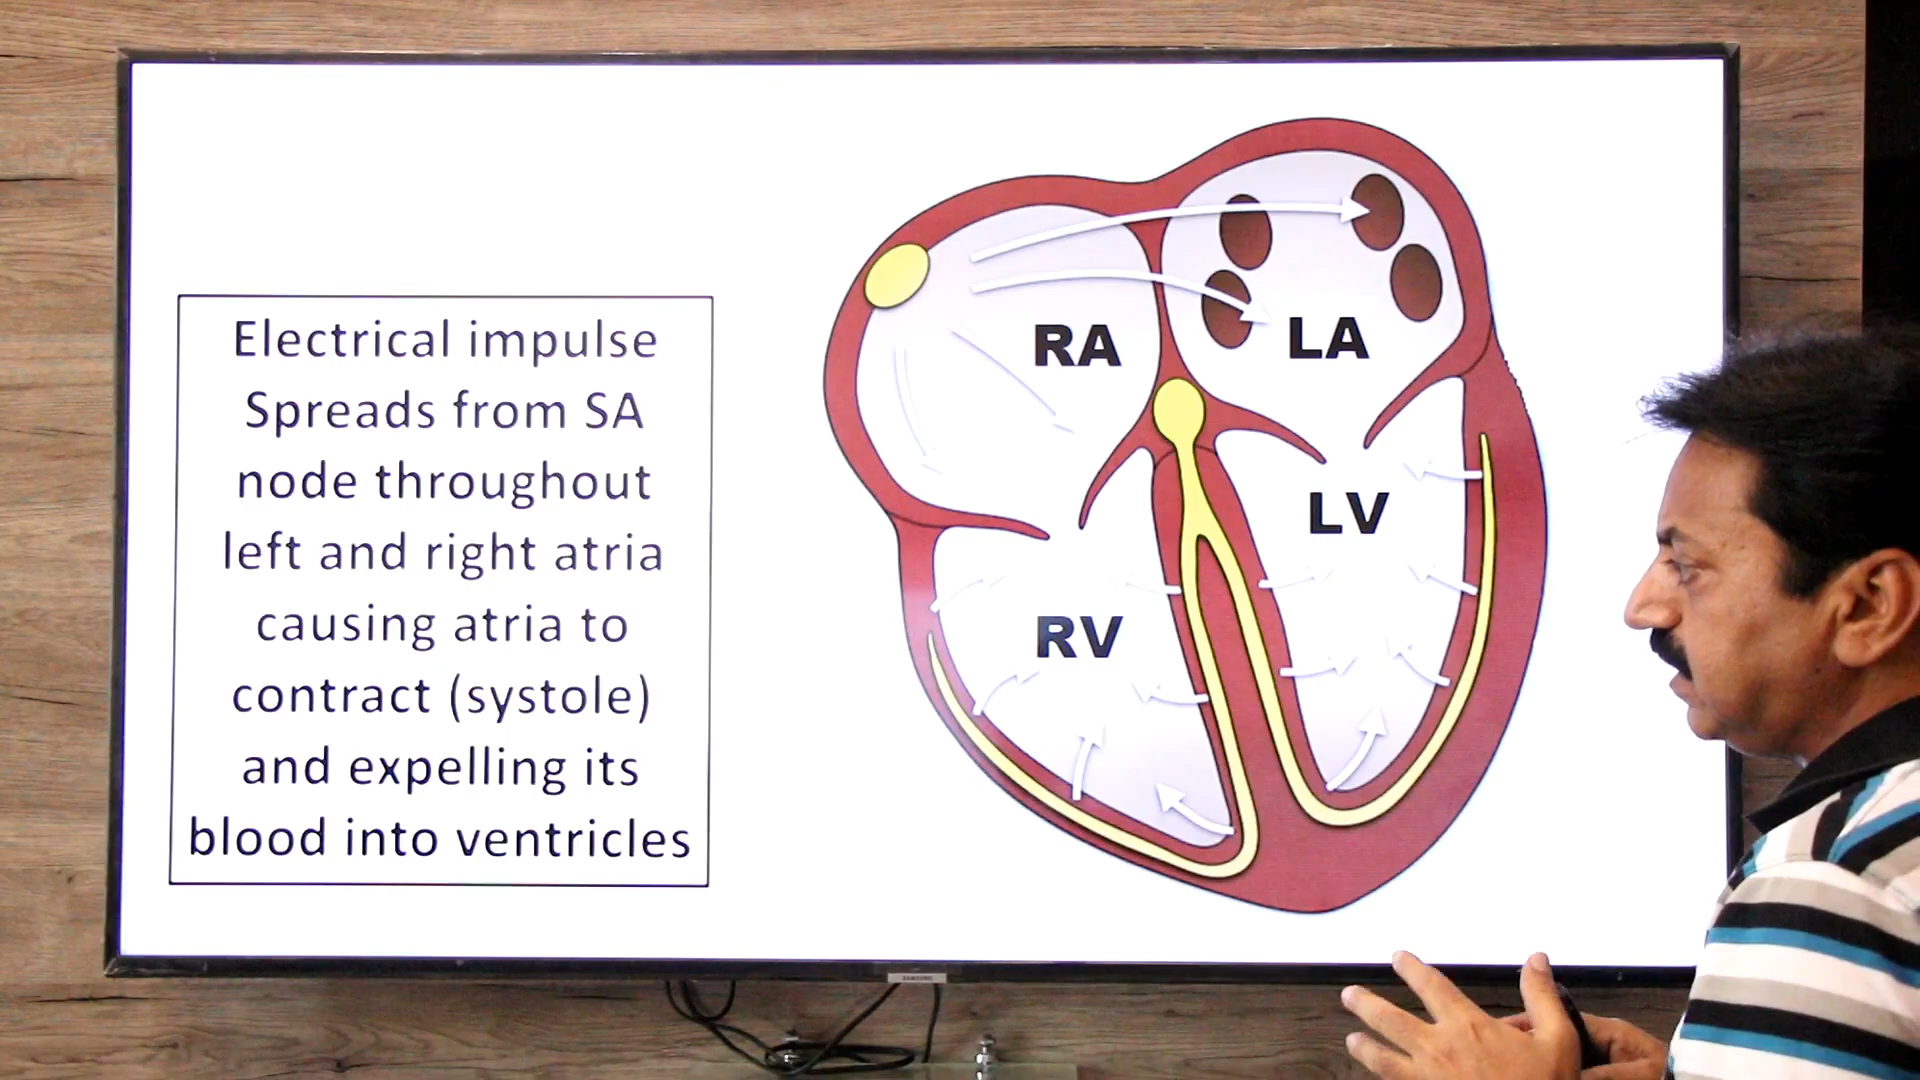 Electrical impulse
Spreads from SA
node throughout
left and right atria
causing atria to
contract (systole)
and expelling its
blood into ventricles
RA
LA
LV
RV
SAMSUNG